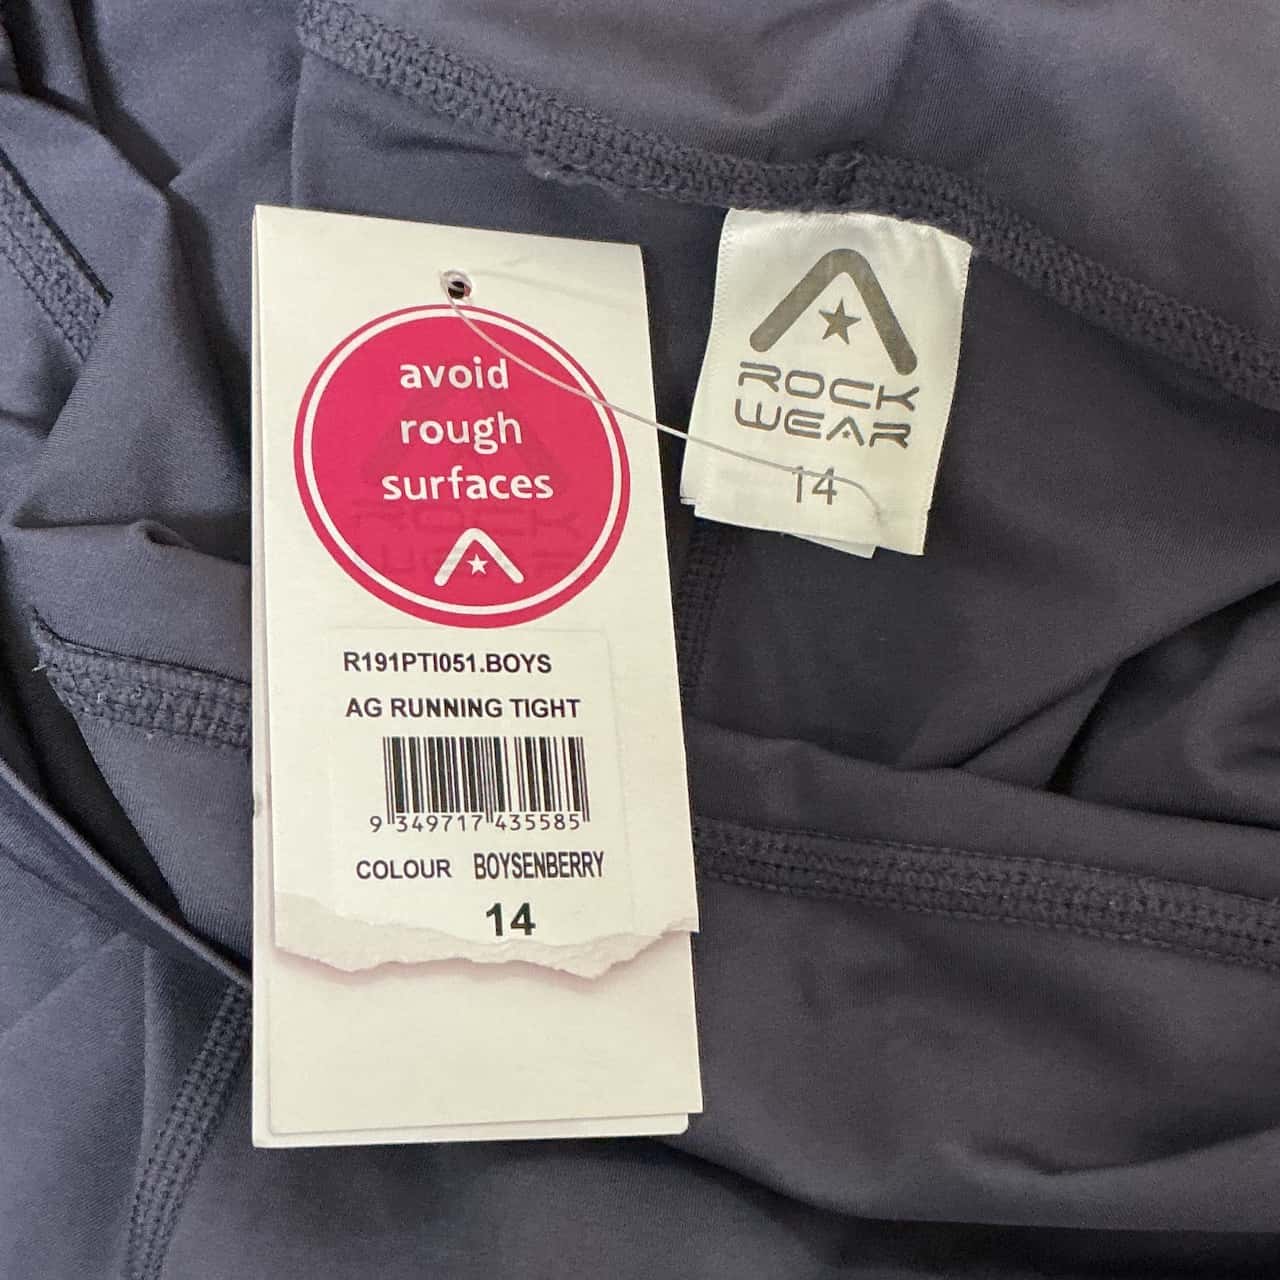 avoid
rough
surfaces
R191PTI051.BOYS
AG RUNNING TIGHT
9 349717 435585
COLOUR BOYSENBERRY
14
ROCK
WEAR
14